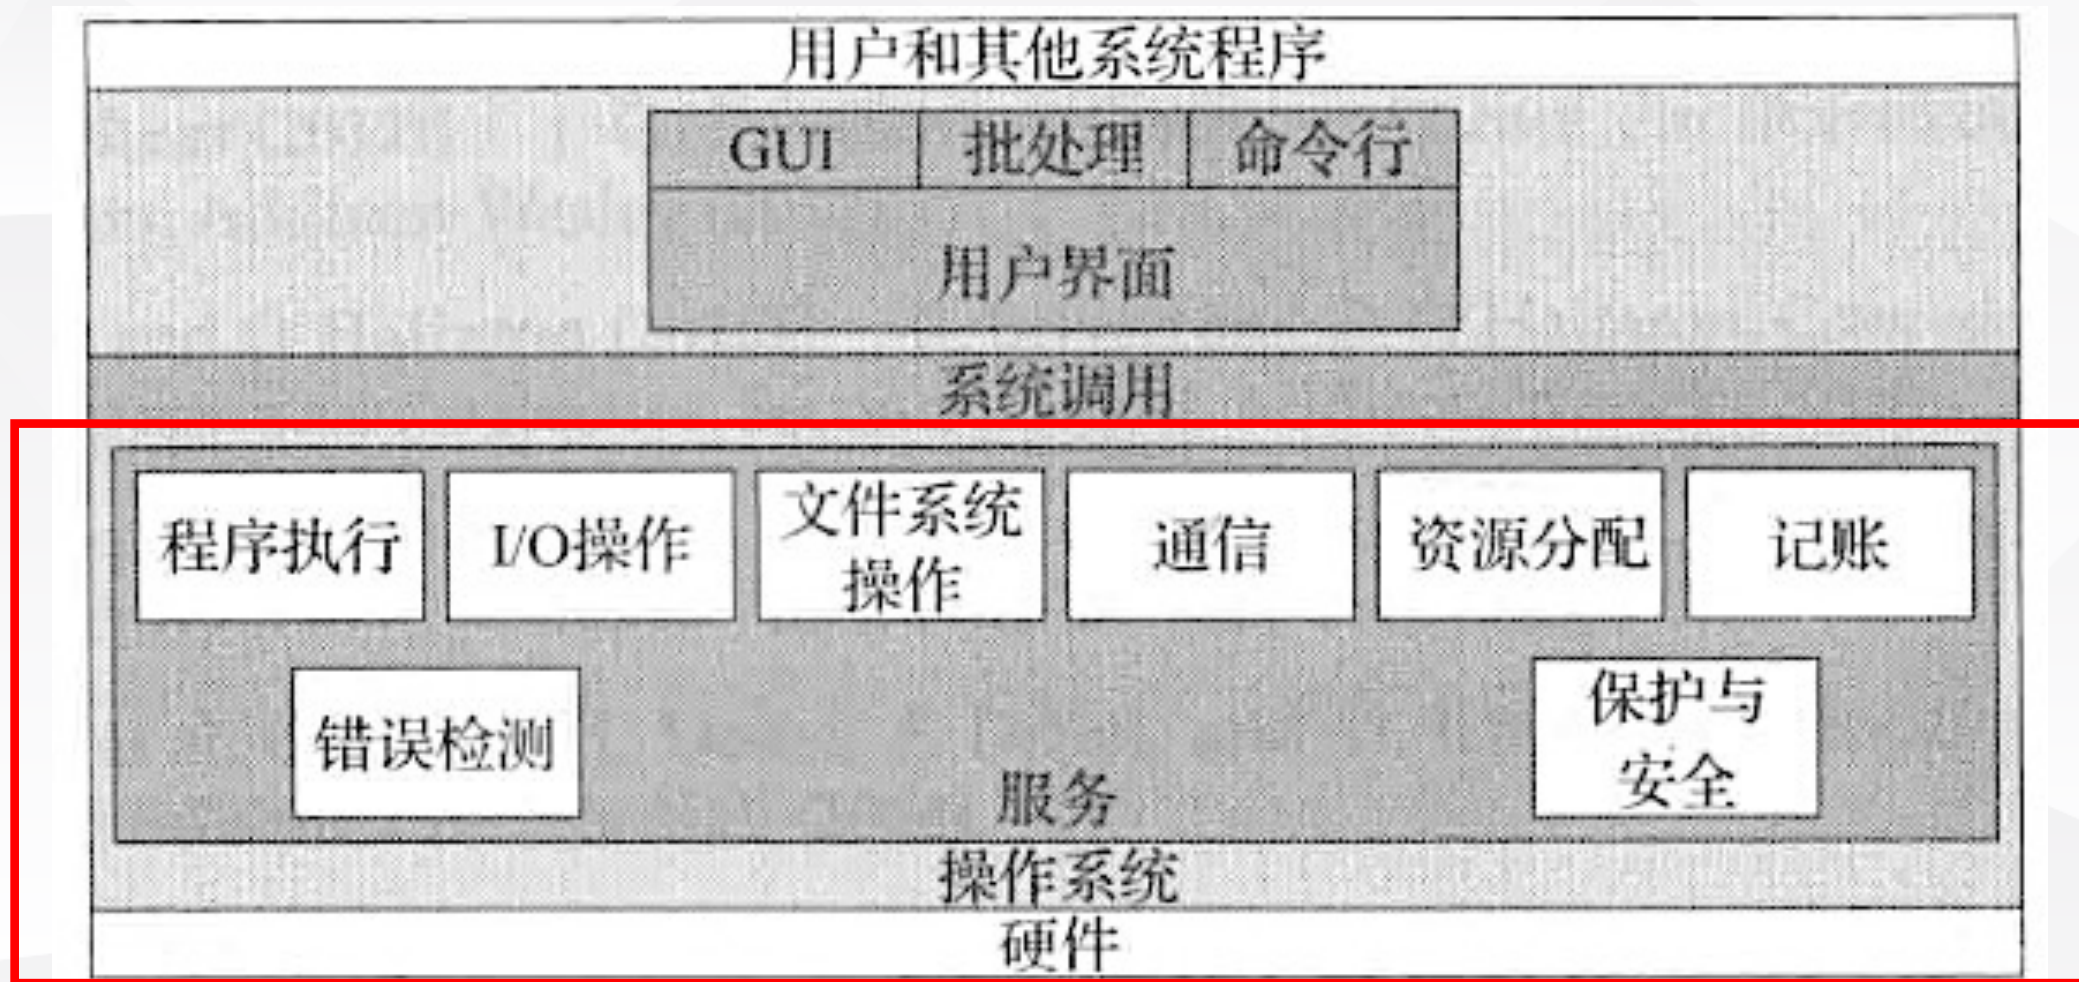 用户和其他系统程序
GUI 批处理 命令行
用户界面
系统调用
程序执行 I/O操作 文件系统 通信 资源分配 记账
操作
错误检测 保护与
安全
服务
操作系统
硬件